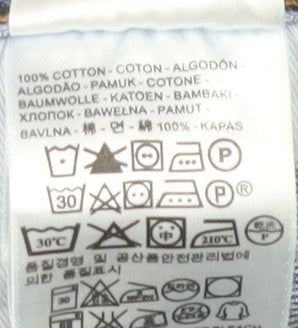 100% COTTON - COTON - ALGODÓN -
ALGODÃO - PAMUK - COTONE -
BAUMWOLLE - KATOEN - BAMBAKI -
ХЛОПОК - BAWEŁNA - PAMUT -
BAVLNA - 棉 - 면 - 綿 100% - KAPAS
P
30 P ®
30℃ 中 210℃
품질경영 및 공산품안전관리법에
의한 품질표시
30